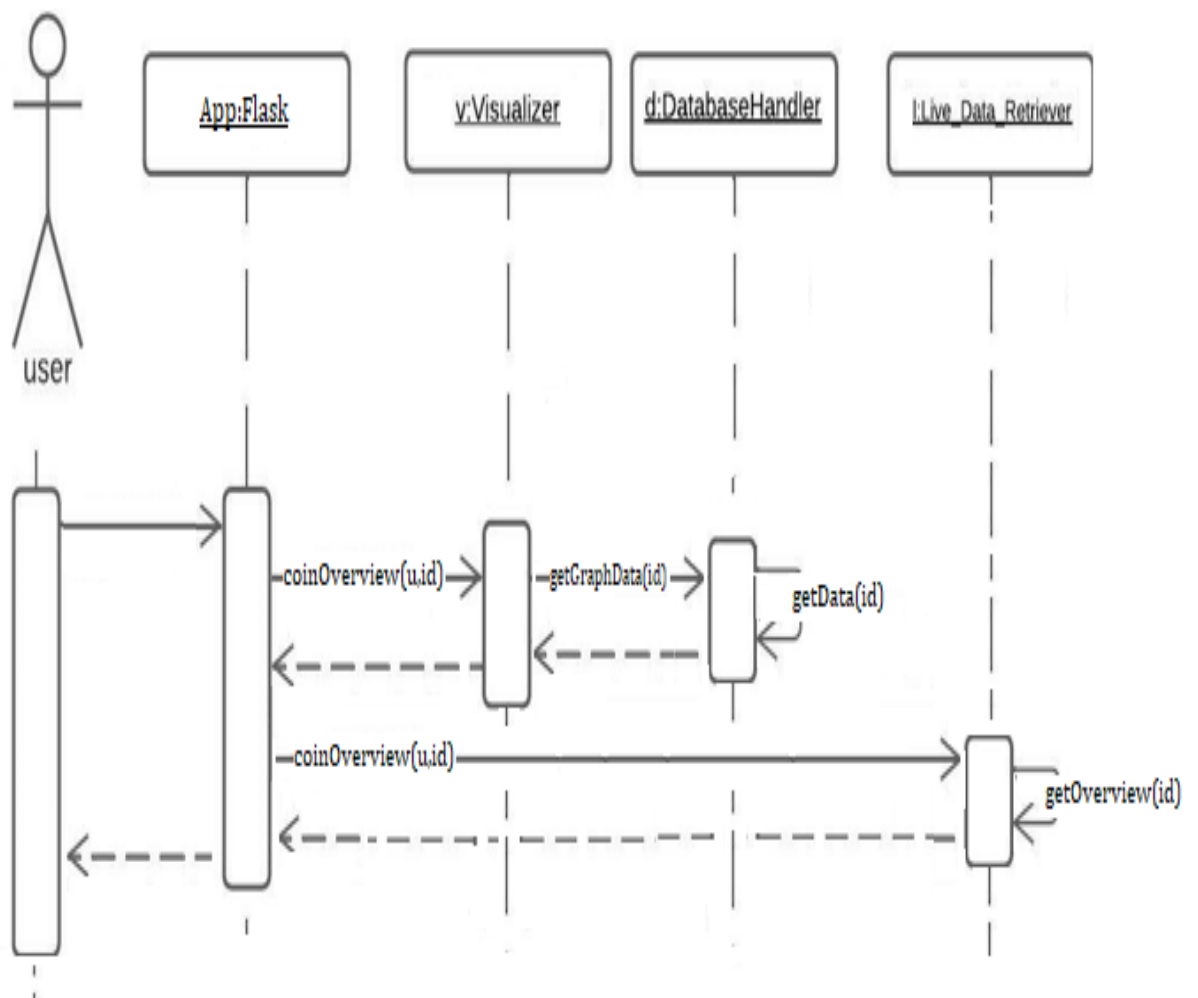 App:Flask
v:Visualizer
d:DatabaseHandler
l:Live_Data_Retriever
user
coinOverview(u,id)
getGraphData(id)
getData(id)
coinOverview(u,id)
getOverview(id)